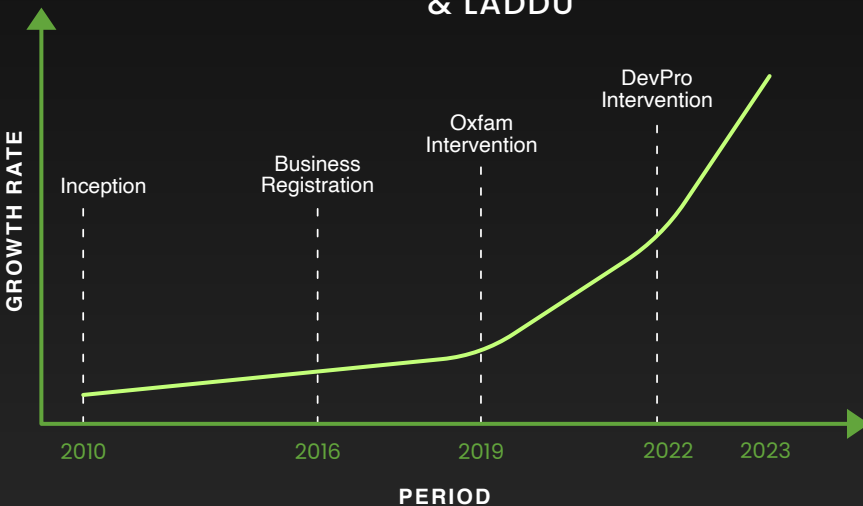 & LADDU
DevPro
Intervention
Oxfam
Intervention
Business
Registration
Inception
GROWTH RATE
2010
2016
2019
2022
2023
PERIOD